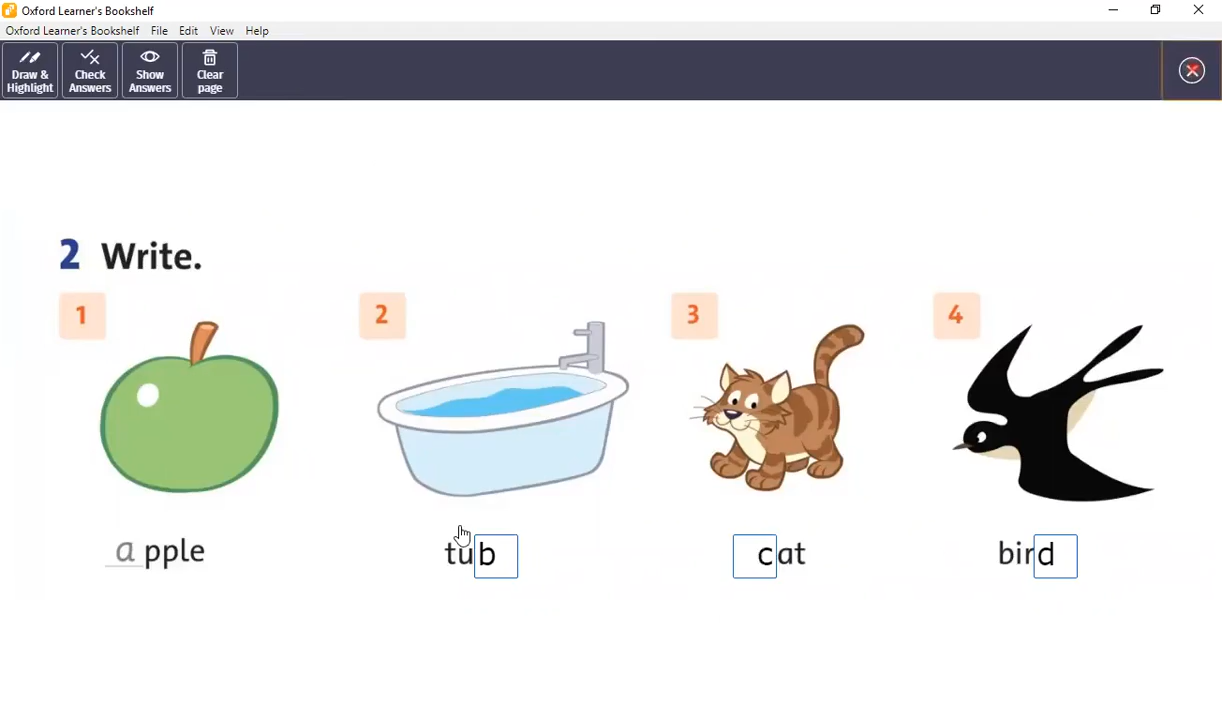 Oxford Learner's Bookshelf
Oxford Learner's Bookshelf File Edit View Help
Draw & Highlight
Check Answers
Show Answers
Clear page
2 Write.
1 2 3 4
apple tub cat bird